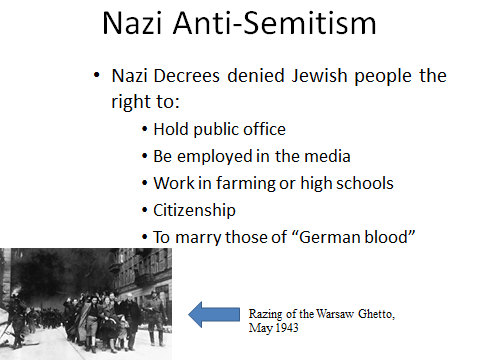 Nazi Anti-Semitism
• Nazi Decrees denied Jewish people the
right to:
• Hold public office
• Be employed in the media
• Work in farming or high schools
• Citizenship
• To marry those of “German blood”
Razing of the Warsaw Ghetto,
May 1943